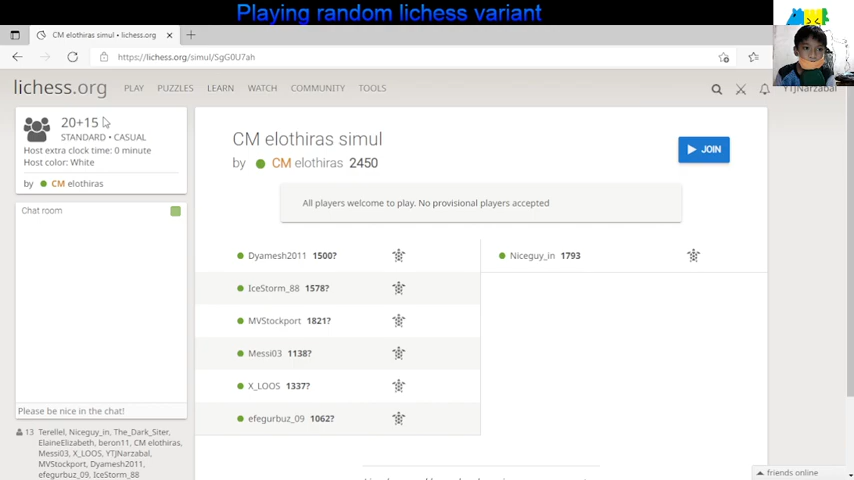 Playing random lichess variant
CM elothiras simul • lichess.org
https://lichess.org/simul/SgG0U7ah
lichess.org PLAY PUZZLES LEARN WATCH COMMUNITY TOOLS YTJNarzabal
20+15
STANDARD • CASUAL
Host extra clock time: 0 minute
Host color: White
by CM elothiras
Chat room
Please be nice in the chat!
13 Terellel, Niceguy_in, The_Dark_Siter,
ElaineElizabeth, beron11, CM elothiras,
Messi03, X_LOOS, YTJNarzabal,
MVStockport, Dyamesh2011,
efegurbuz_09, IceStorm_88
CM elothiras simul
by CM elothiras 2450
JOIN
All players welcome to play. No provisional players accepted
Dyamesh2011 1500?
IceStorm_88 1578?
MVStockport 1821?
Messi03 1138?
X_LOOS 1337?
efegurbuz_09 1062?
Niceguy_in 1793
friends online